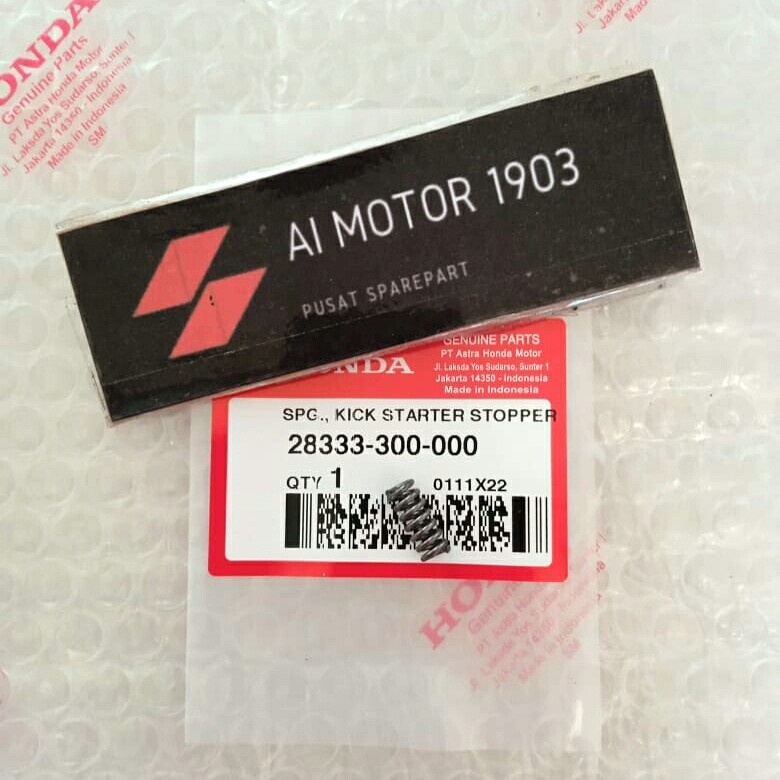 HONDA
Genuine Parts
PT Astra Honda Motor
Jl. Laksda Yos Sudarso, Sunter 1
Jakarta 14350 - Indonesia
Made in Indonesia
SM
AI MOTOR 1903
PUSAT SPAREPART
HONDA
GENUINE PARTS
PT Astra Honda Motor
Jl. Laksda Yos Sudarso, Sunter 1
Jakarta 14350 - Indonesia
Made in Indonesia
SPG., KICK STARTER STOPPER
28333-300-000
QTY 1
0111X22